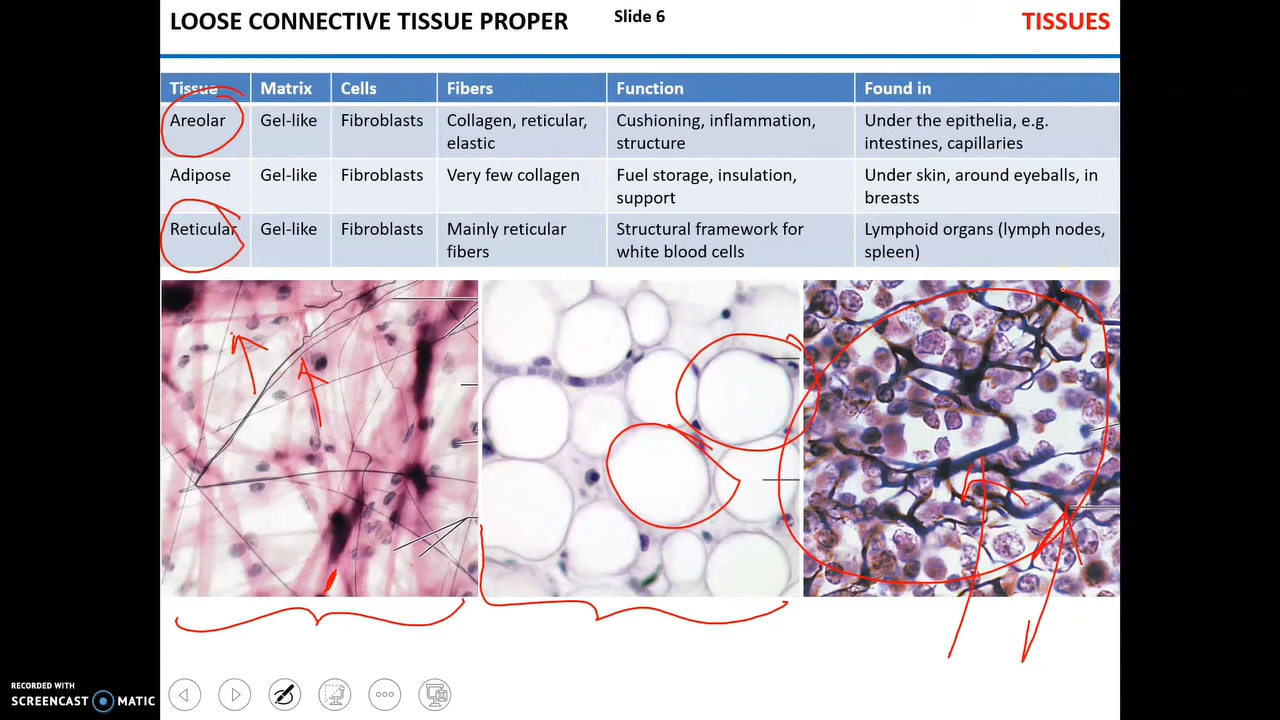 LOOSE CONNECTIVE TISSUE PROPER
Slide 6
TISSUES
Tissue Matrix Cells Fibers Function Found in
Areolar Gel-like Fibroblasts Collagen, reticular, Cushioning, inflammation, Under the epithelia, e.g.
elastic structure intestines, capillaries
Adipose Gel-like Fibroblasts Very few collagen Fuel storage, insulation, Under skin, around eyeballs, in
support breasts
Reticular Gel-like Fibroblasts Mainly reticular Structural framework for Lymphoid organs (lymph nodes,
fibers white blood cells spleen)
RECORDED WITH
SCREENCAST MATIC